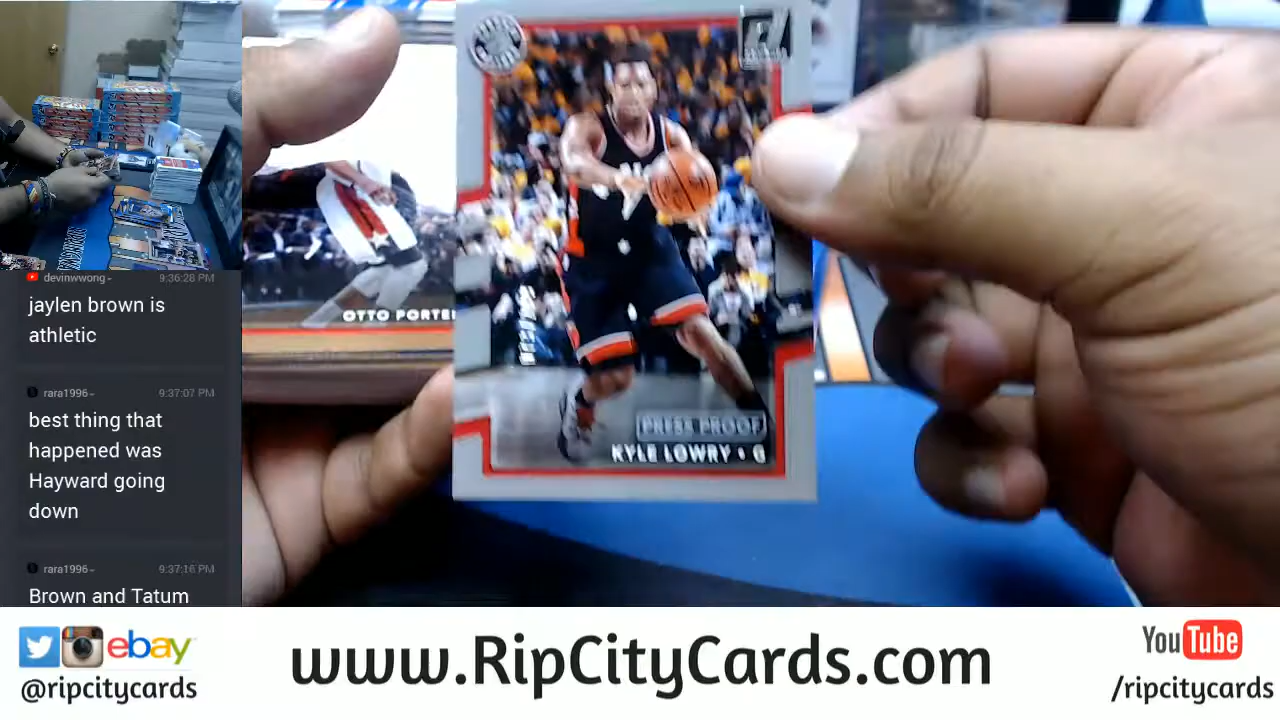 devinwwong
9:36:28 PM
jaylen brown is
athletic
rara1996
9:37:07 PM
best thing that
happened was
Hayward going
down
rara1996
9:37:16 PM
Brown and Tatum
OTTO PORTE
PRESS PROOF
KYLE LOWRY • G
ebay
@ripcitycards
www.RipCityCards.com
YouTube
/ripcitycards